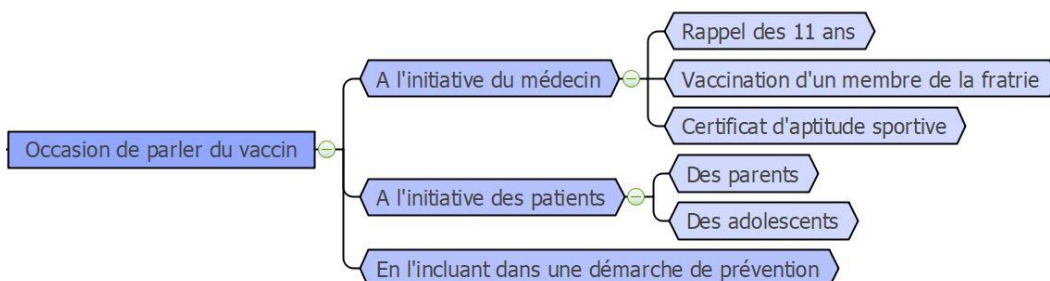 Occasion de parler du vaccin
A l'initiative du médecin
Rappel des 11 ans
Vaccination d'un membre de la fratrie
Certificat d'aptitude sportive
A l'initiative des patients
Des parents
Des adolescents
En l'incluant dans une démarche de prévention